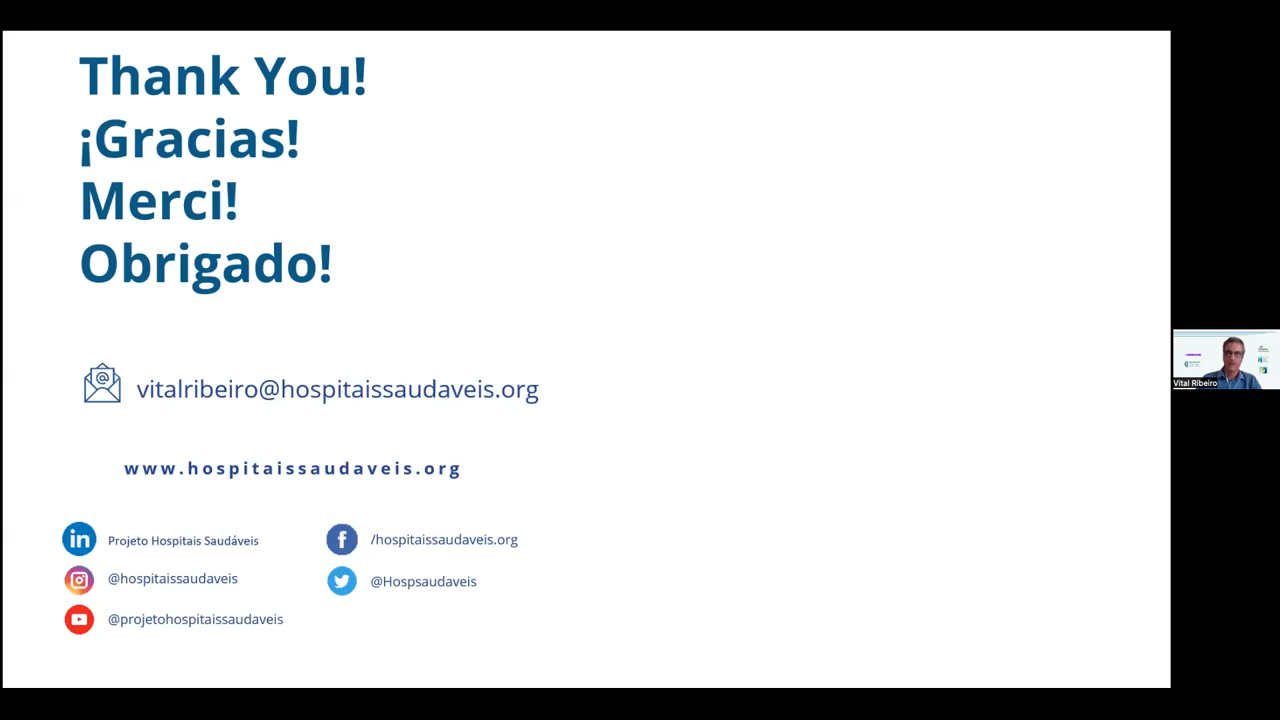 Thank You!
¡Gracias!
Merci!
Obrigado!
vitalribeiro@hospitaissaudaveis.org
www.hospitaissaudaveis.org
Projeto Hospitais Saudáveis
/hospitaissaudaveis.org
@hospitaissaudaveis
@Hospsaudaveis
@projetohospitaissaudaveis
Vital Ribeiro